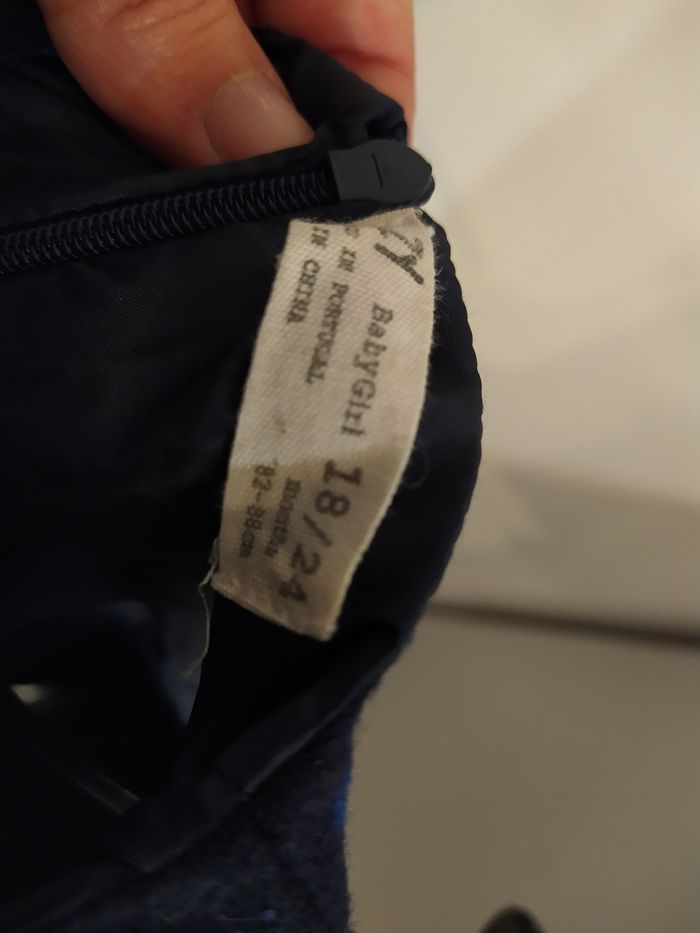 BabyGirl 18/24
IN PORTUGAL months
IN CHINA 82-88cm